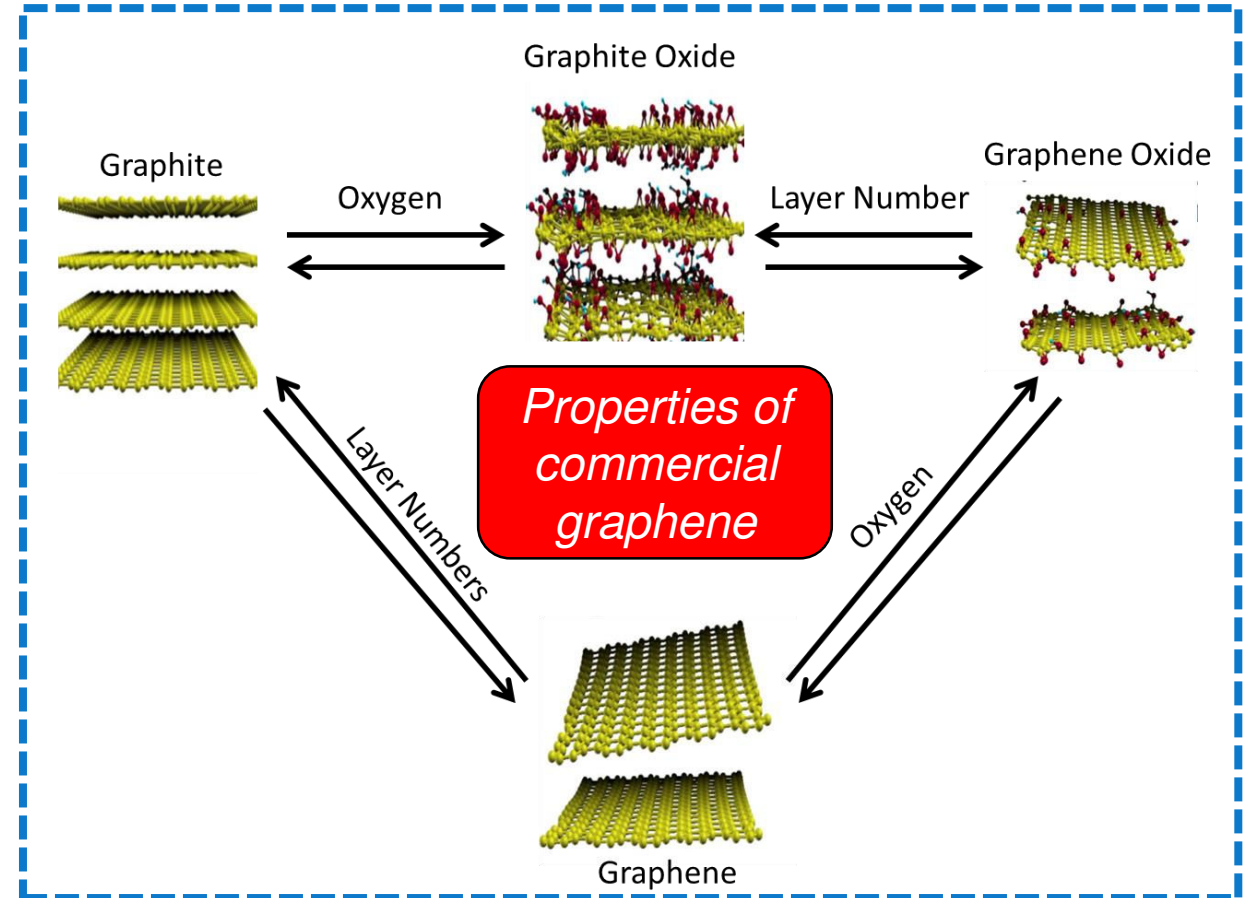 Graphite Oxide
Graphite
Graphene Oxide
Oxygen
Layer Number
Properties of
commercial
graphene
Layer Numbers
Oxygen
Graphene